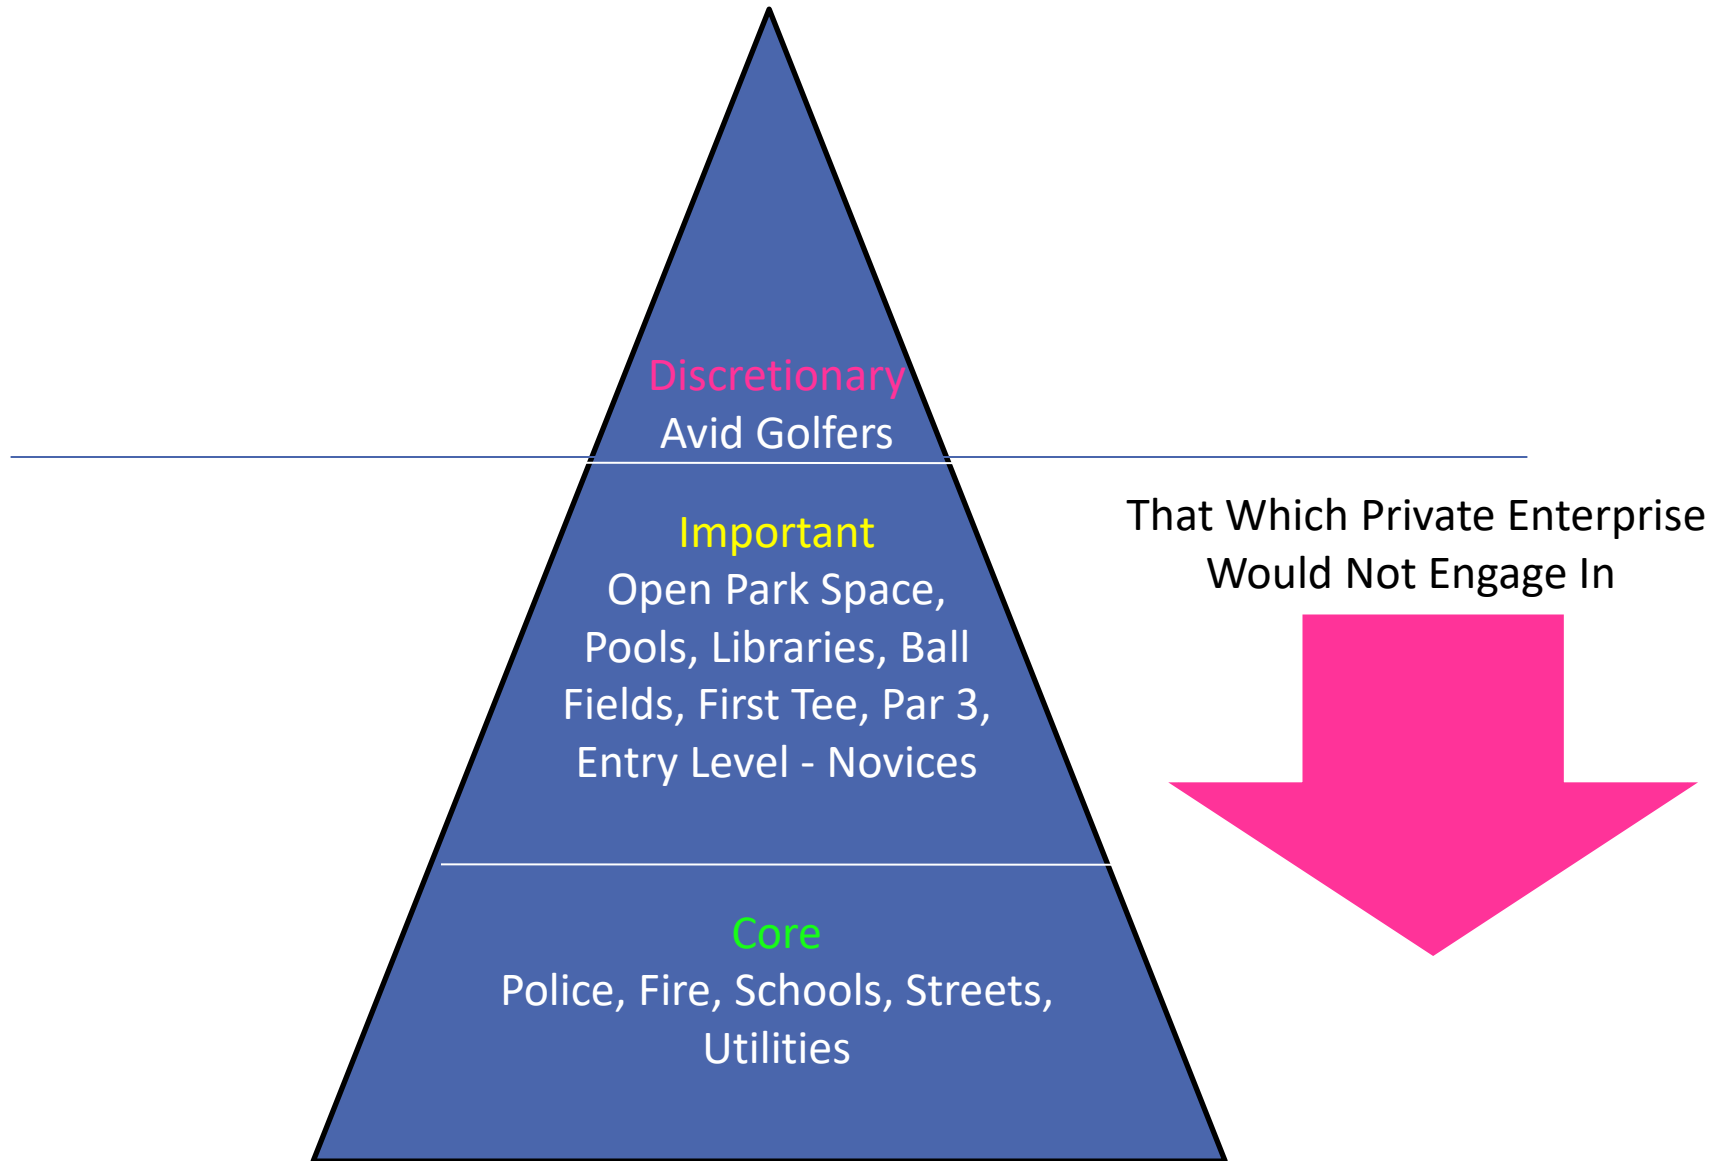 Discretionary
Avid Golfers
Important
Open Park Space,
Pools, Libraries, Ball
Fields, First Tee, Par 3,
Entry Level - Novices
That Which Private Enterprise
Would Not Engage In
Core
Police, Fire, Schools, Streets,
Utilities